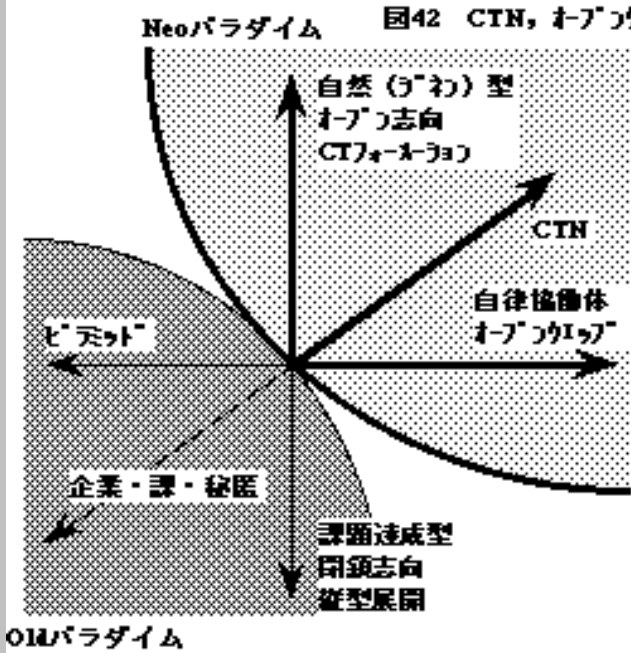 図42 CTN, オープンウ
Neoパラダイム
自然(ジネン)型
オープン志向
CTフォーメーション
CTN
自律協働体
オープンウエッブ
ピラミッド
企業・課・秘匿
課題達成型
閉鎖志向
縦型展開
Oldパラダイム